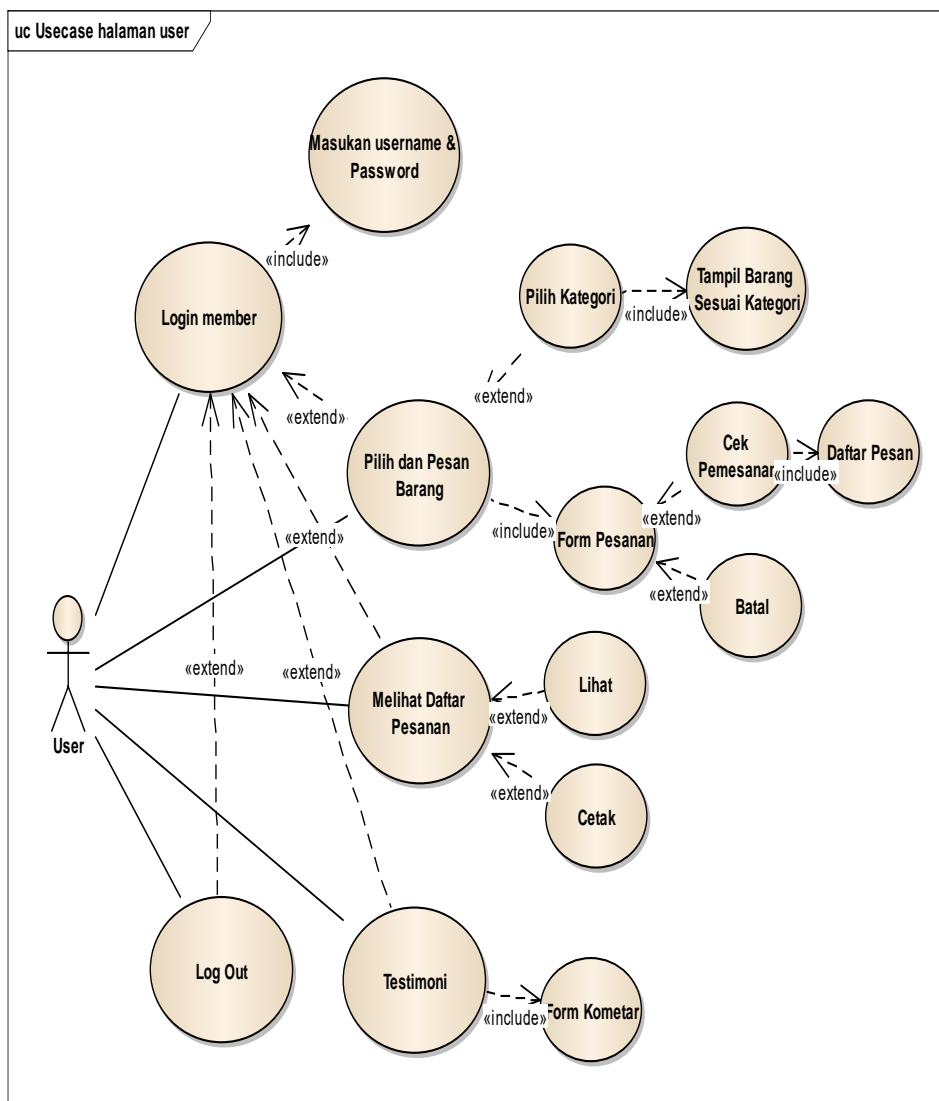 uc Usecase halaman user
Masukan username &
Password
«include»
Login member
Pilih Kategori
«include»
Tampil Barang
Sesuai Kategori
«extend»
«extend»
Pilih dan Pesan
Barang
Cek
Pemesanan
«include»
Daftar Pesan
«extend»
«include»
Form Pesanan
«extend»
«extend»
Batal
User
«extend»
«extend»
Melihat Daftar
Pesanan
Lihat
«extend»
«extend»
Cetak
Log Out
Testimoni
«include»
Form Kometar